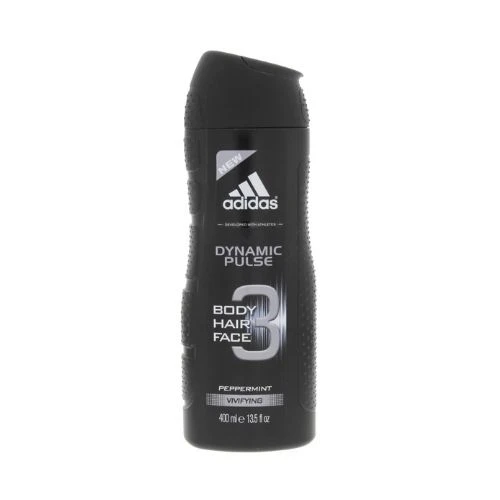 NEW
adidas
DEVELOPED WITH ATHLETES
DYNAMIC
PULSE
BODY
HAIR
FACE
3
PEPPERMINT
VIVIFYING
400 ml e 13.5 fl oz